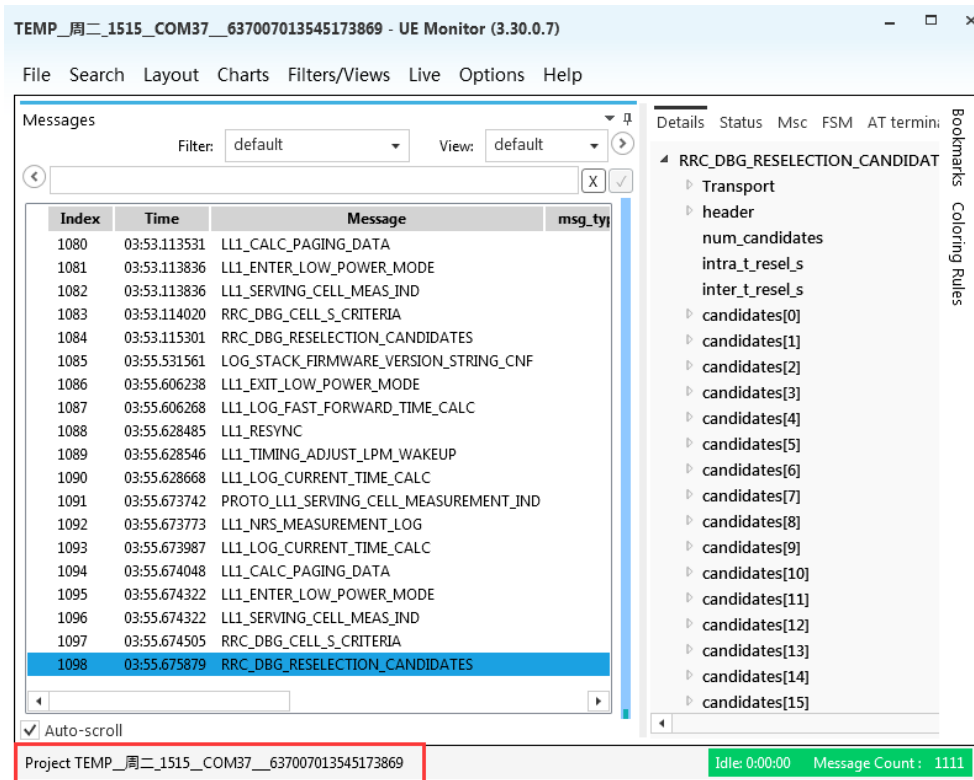 TEMP__周二_1515__COM37___637007013545173869 - UE Monitor (3.30.0.7)
File Search Layout Charts Filters/Views Live Options Help
Messages
Filter: default View: default
X
Index Time Message
1080 03:53.113531 LL1_CALC_PAGING_DATA
1081 03:53.113836 LL1_ENTER_LOW_POWER_MODE
1082 03:53.113836 LL1_SERVING_CELL_MEAS_IND
1083 03:53.114020 RRC_DBG_CELL_S_CRITERIA
1084 03:53.115301 RRC_DBG_RESELECTION_CANDIDATES
1085 03:55.531561 LOG_STACK_FIRMWARE_VERSION_STRING_CNF
1086 03:55.606238 LL1_EXIT_LOW_POWER_MODE
1087 03:55.606268 LL1_LOG_FAST_FORWARD_TIME_CALC
1088 03:55.628485 LL1_RESYNC
1089 03:55.628546 LL1_TIMING_ADJUST_LPM_WAKEUP
1090 03:55.628668 LL1_LOG_CURRENT_TIME_CALC
1091 03:55.673742 PROTO_LL1_SERVING_CELL_MEASUREMENT_IND
1092 03:55.673773 LL1_NRS_MEASUREMENT_LOG
1093 03:55.673987 LL1_LOG_CURRENT_TIME_CALC
1094 03:55.674048 LL1_CALC_PAGING_DATA
1095 03:55.674322 LL1_ENTER_LOW_POWER_MODE
1096 03:55.674322 LL1_SERVING_CELL_MEAS_IND
1097 03:55.674505 RRC_DBG_CELL_S_CRITERIA
1098 03:55.675879 RRC_DBG_RESELECTION_CANDIDATES
Auto-scroll
Details Status Msc FSM AT
RRC_DBG_RESELECTION_CANDIDAT
Transport
header
num_candidates
intra_t_resel_s
inter_t_resel_s
candidates[0]
candidates[1]
candidates[2]
candidates[3]
candidates[4]
candidates[5]
candidates[6]
candidates[7]
candidates[8]
candidates[9]
candidates[10]
candidates[11]
candidates[12]
candidates[13]
candidates[14]
candidates[15]
Bookmarks
Coloring Rules
Project TEMP__周二_1515__COM37___637007013545173869
Idle: 0:00:00 Message Count : 1111